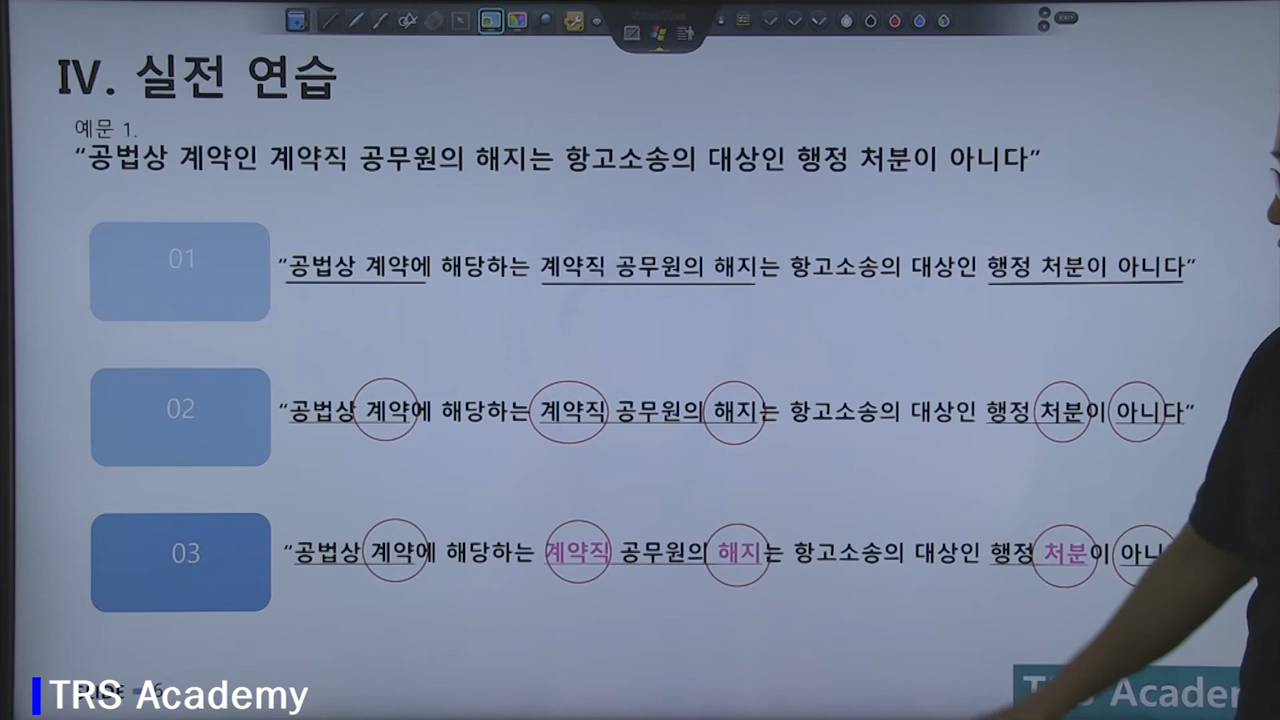 EXIT
IV. 실전 연습
예문 1.
“공법상 계약인 계약직 공무원의 해지는 항고소송의 대상인 행정 처분이 아니다”
01
“공법상 계약에 해당하는 계약직 공무원의 해지는 항고소송의 대상인 행정 처분이 아니다”
02
“공법상 계약에 해당하는 계약직 공무원의 해지는 항고소송의 대상인 행정 처분이 아니다”
03
“공법상 계약에 해당하는 계약직 공무원의 해지는 항고소송의 대상인 행정 처분이 아니
TRS Academy
Acader